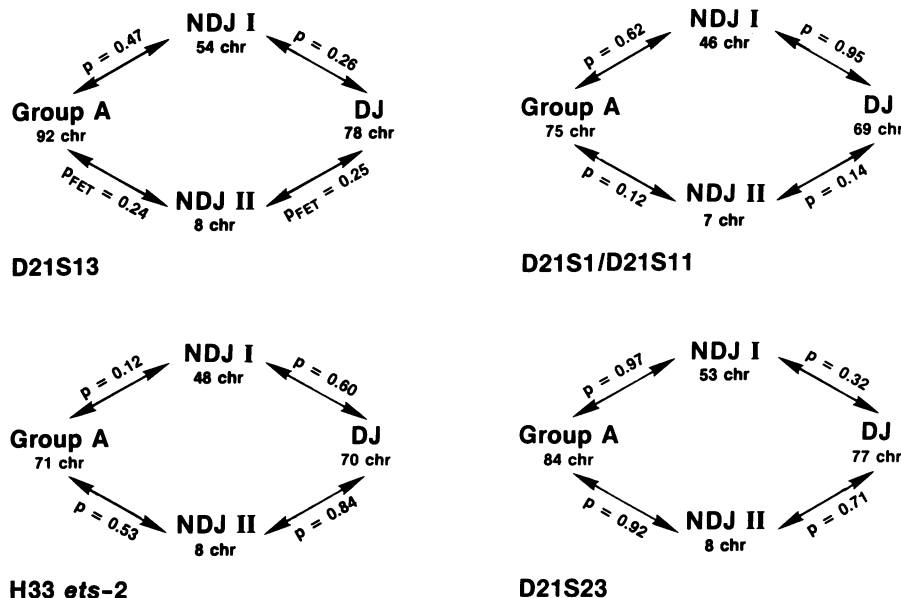 NDJ I
54 chr
p = 0.47
p = 0.26
Group A
92 chr
DJ
78 chr
pFET = 0.24
pFET = 0.25
NDJ II
8 chr
D21S13
NDJ I
46 chr
p = 0.62
p = 0.95
Group A
75 chr
DJ
69 chr
p = 0.12
p = 0.14
NDJ II
7 chr
D21S1/D21S11
NDJ I
48 chr
p = 0.12
p = 0.60
Group A
71 chr
DJ
70 chr
p = 0.53
p = 0.84
NDJ II
8 chr
H33 ets-2
NDJ I
53 chr
p = 0.97
p = 0.32
Group A
84 chr
DJ
77 chr
p = 0.92
p = 0.71
NDJ II
8 chr
D21S23